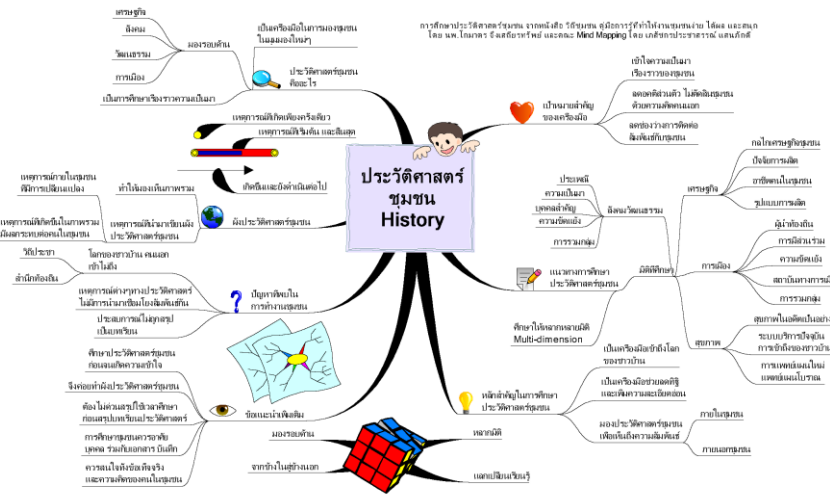 การศึกษาประวัติศาสตร์ชุมชน จากหนังสือ วิถีชุมชน คู่มือการรู้ที่ทำให้งานชุมชนง่าย ได้ผล และสนุก
โดย นพ.โกมาตร จึงเสถียรทรัพย์ และคณะ Mind Mapping โดย เภสัชกรประชาสรรณ์ แสนภักดี
ประวัติศาสตร์
ชุมชน
History
ประวัติศาสตร์ชุมชน
คืออะไร
เป็นเครื่องมือในการมองชุมชน
ในมุมมองใหม่ๆ
มองรอบด้าน
เศรษฐกิจ
สังคม
วัฒนธรรม
การเมือง
เป็นการศึกษาเรื่องราวความเป็นมา
เหตุการณ์ที่เกิดเพียงครั้งเดียว
เหตุการณ์ที่เริ่มต้น และสิ้นสุด
เกิดขึ้นและยังดำเนินต่อไป
ผังประวัติศาสตร์ชุมชน
ทำให้มองเห็นภาพรวม
เหตุการณ์ที่นำมาเขียนผัง
ประวัติศาสตร์ชุมชน
เหตุการณ์ภายในชุมชน
ที่มีการเปลี่ยนแปลง
เหตุการณ์ที่เกิดขึ้นในภาพรวม
มีผลกระทบต่อคนในชุมชน
ปัญหาที่พบใน
การทำงานชุมชน
โลกของชาวบ้าน คนนอก
เข้าไม่ถึง
วิถีประชา
สำนึกท้องถิ่น
เหตุการณ์ต่างๆทางประวัติศาสตร์
ไม่มีการนำมาเชื่อมโยงสัมพันธ์กัน
ประสบการณ์ไม่ถูกสรุป
เป็นบทเรียน
ข้อแนะนำเพิ่มเติม
ศึกษาประวัติศาสตร์ชุมชน
ก่อนจนเกิดความเข้าใจ
จึงค่อยทำผังประวัติศาสตร์ชุมชน
ต้อง ไม่ด่วนสรุปใช้เวลาศึกษา
ก่อนสรุปบทเรียนประวัติศาสตร์
การศึกษาชุมชนควรอาศัย
บุคคล ร่วมกับเอกสาร บันทึก
ควรสนใจทั้งข้อเท็จจริง
และความคิดของคนในชุมชน
มองรอบด้าน
จากข้างในสู่ข้างนอก
หลากมิติ
แลกเปลี่ยนเรียนรู้
เป้าหมายสำคัญ
ของเครื่องมือ
เข้าใจความเป็นมา
เรื่องราวของชุมชน
ลดอคติส่วนตัว ไม่ตัดสินชุมชน
ด้วยความคิดคนนอก
ลดช่องว่างการติดต่อ
สัมพันธ์กับชุมชน
แนวทางการศึกษา
ประวัติศาสตร์ชุมชน
มิติที่ศึกษา
สังคมวัฒนธรรม
ประเพณี
ความเป็นมา
บุคคลสำคัญ
ความขัดแย้ง
การรวมกลุ่ม
เศรษฐกิจ
กลไกเศรษฐกิจชุมชน
ปัจจัยการผลิต
อาชีพคนในชุมชน
รูปแบบการผลิต
การเมือง
ผู้นำท้องถิ่น
การมีส่วนร่วม
ความขัดแย้ง
สถาบันทางการเมื
การรวมกลุ่ม
สุขภาพ
สุขภาพในอดีตเป็นอย่าง
ระบบบริการปัจจุบัน
การเข้าถึงของชาวบ้าน
การแพทย์แผนใหม่
แพทย์แผนโบราณ
ศึกษาให้หลากหลายมิติ
Multi-dimension
หลักสำคัญในการศึกษา
ประวัติศาสตร์ชุมชน
เป็นเครื่องมือเข้าถึงโลก
ของชาวบ้าน
เป็นเครื่องมือช่วยลดทิฐิ
และเพิ่มความละเอียดอ่อน
มองประวัติศาสตร์ชุมชน
เพื่อเห็นถึงความสัมพันธ์
ภายในชุมชน
ภายนอกชุมชน